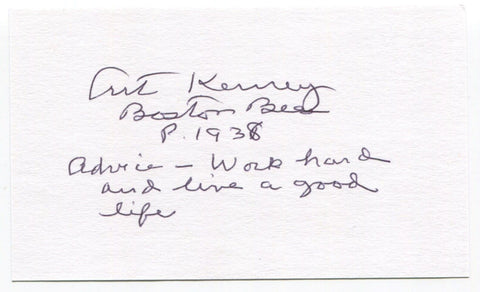 Art Kenney
Boston Bees
P. 1938
Advice - Work hard
and live a good
life